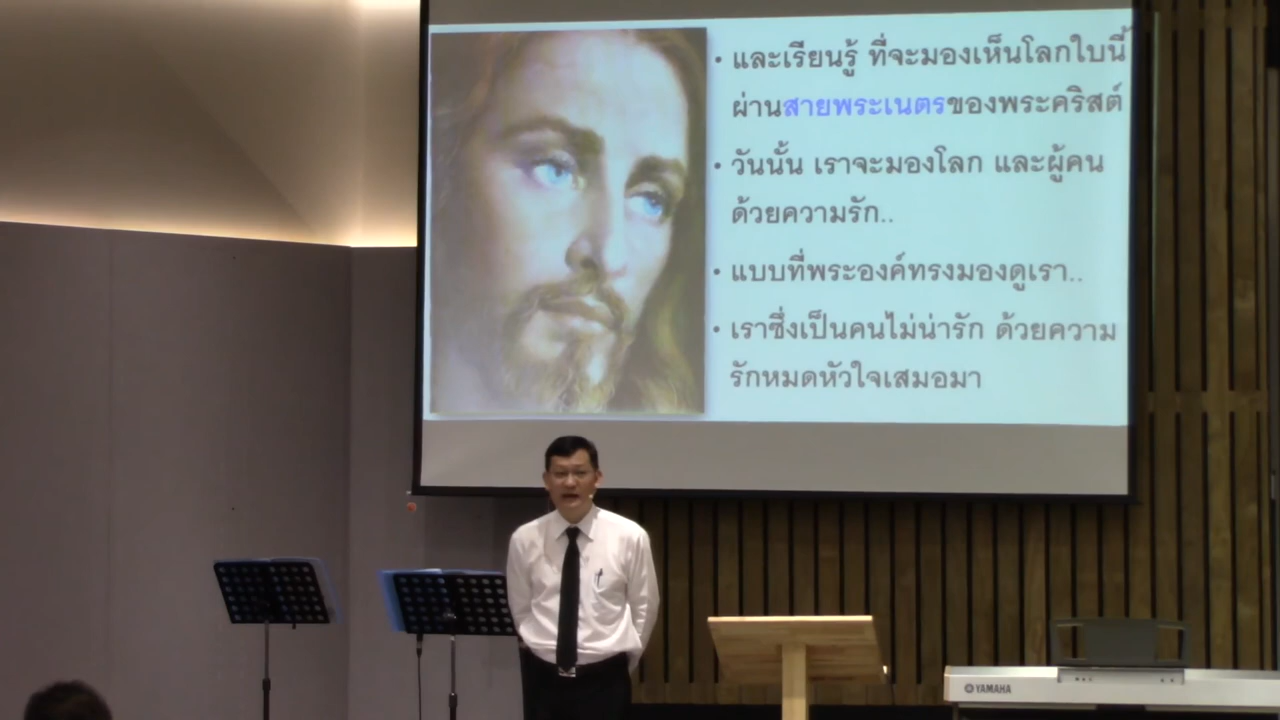 • และเรียนรู้ ที่จะมองเห็นโลกใบนี้
ผ่านสายพระเนตรของพระคริสต์
• วันนั้น เราจะมองโลก และผู้คน
ด้วยความรัก..
• แบบที่พระองค์ทรงมองดูเรา..
• เราซึ่งเป็นคนไม่น่ารัก ด้วยความ
รักหมดหัวใจเสมอมา
YAMAHA